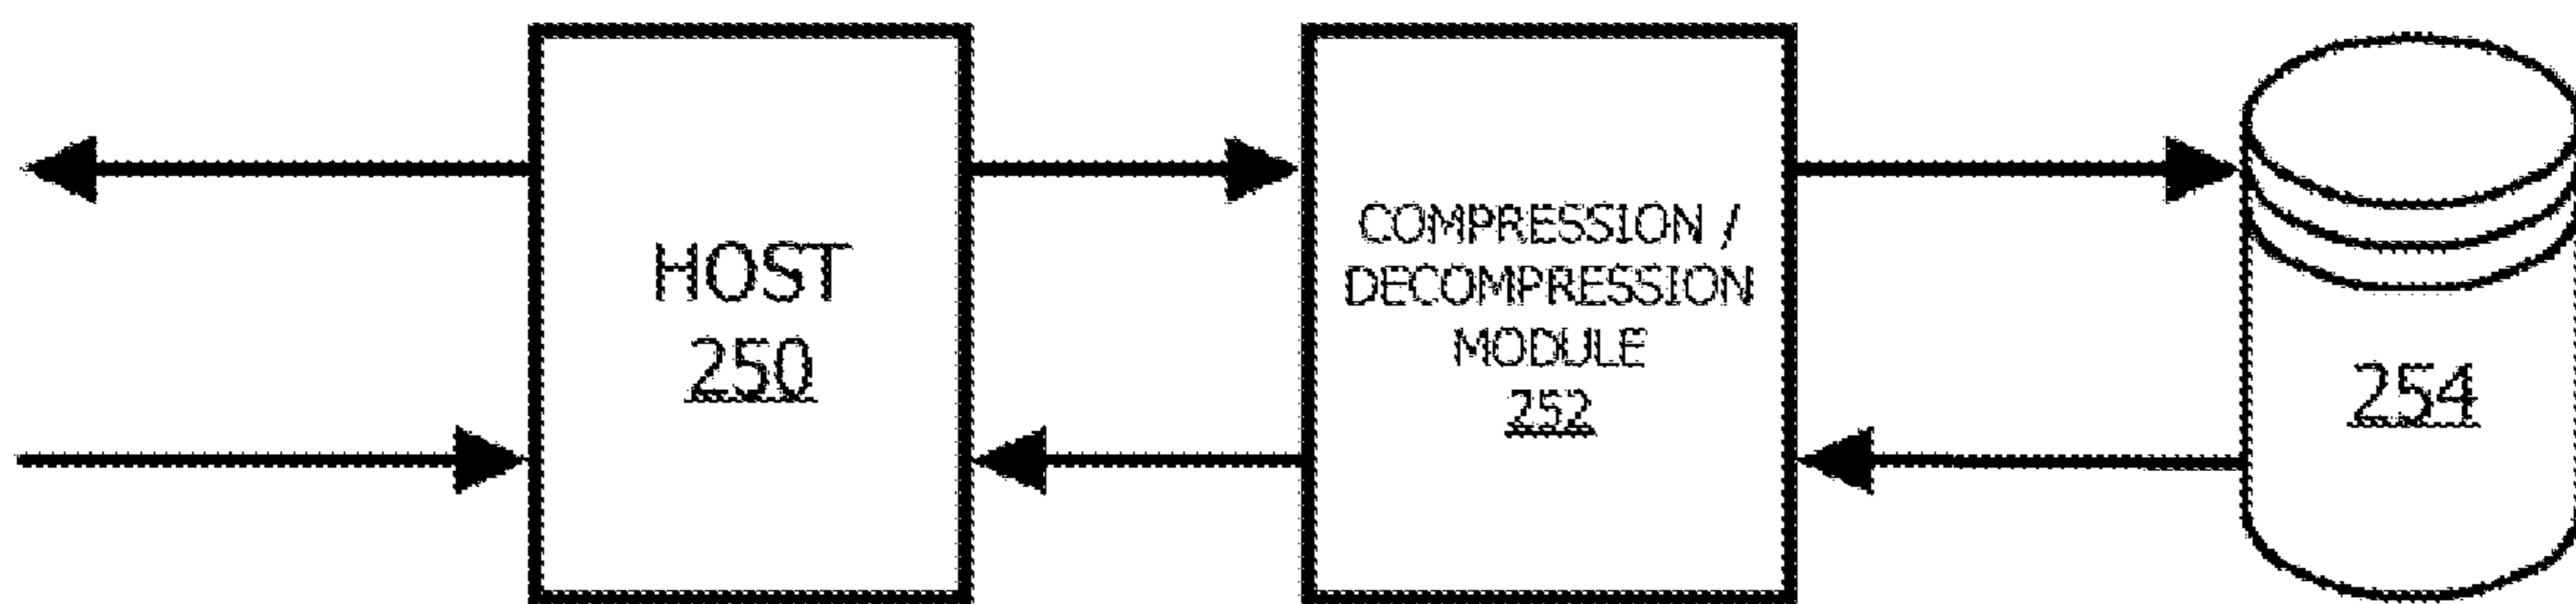 HOST
250
COMPRESSION /
DECOMPRESSION
MODULE
252
254